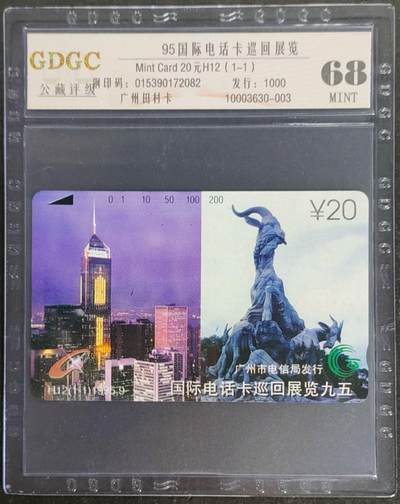 GDGC
公藏评级
95国际电话卡巡回展览
Mint Card 20元H12（1-1）
侧印码：015390172082 发行：1000
广州田村卡 10003630-003
68
MINT
0 1 10 50 100 200
¥20
广州市电信局发行
国际电话卡巡回展览九五